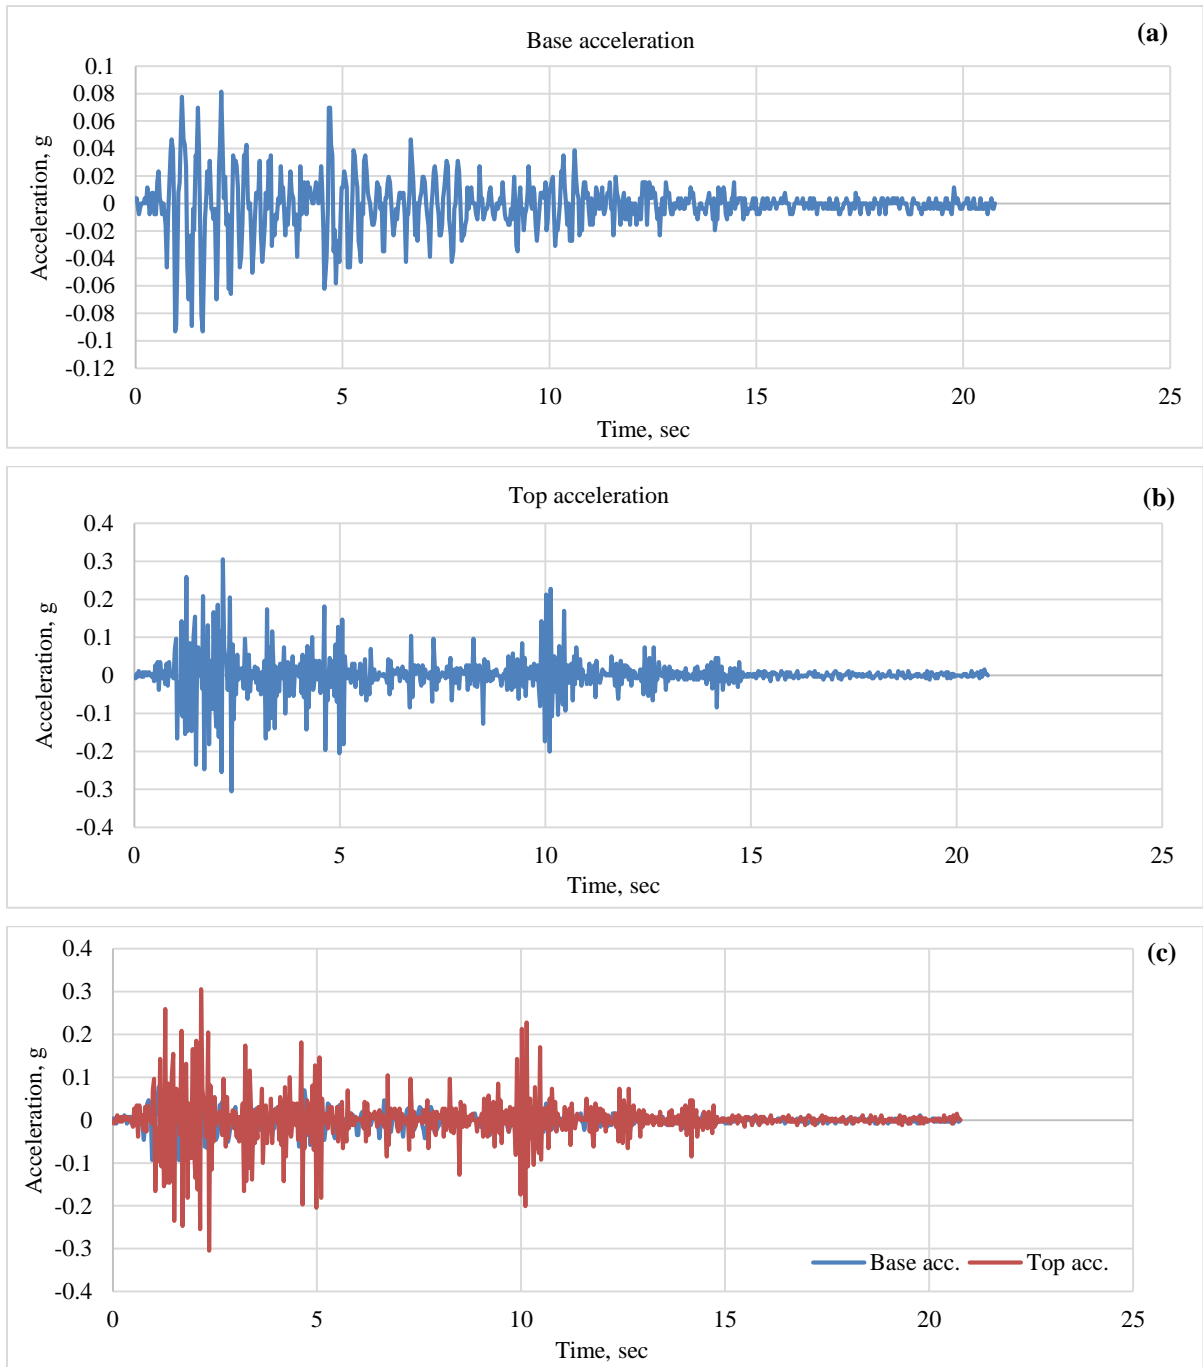 Base acceleration
(a)
0.1
0.08
0.06
0.04
0.02
0
-0.02
-0.04
-0.06
-0.08
-0.1
-0.12
Acceleration, g
0 5 10 15 20 25
Time, sec
Top acceleration
(b)
0.4
0.3
0.2
0.1
0
-0.1
-0.2
-0.3
-0.4
Acceleration, g
0 5 10 15 20 25
Time, sec
(c)
0.4
0.3
0.2
0.1
0
-0.1
-0.2
-0.3
-0.4
Acceleration, g
Base acc. Top acc.
0 5 10 15 20 25
Time, sec